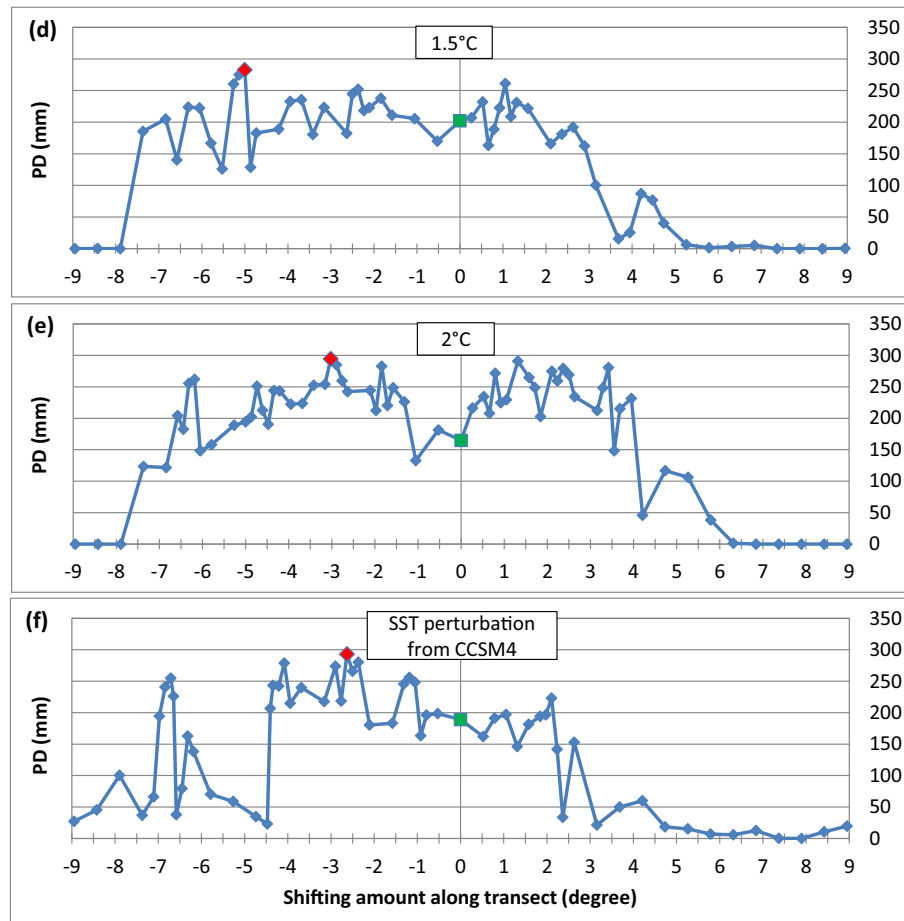 (d)
1.5°C
350
300
250
200
150
100
50
0
PD (mm)
-9 -8 -7 -6 -5 -4 -3 -2 -1 0 1 2 3 4 5 6 7 8 9
(e)
2°C
350
300
250
200
150
100
50
0
PD (mm)
-9 -8 -7 -6 -5 -4 -3 -2 -1 0 1 2 3 4 5 6 7 8 9
(f)
SST perturbation
from CCSM4
350
300
250
200
150
100
50
0
PD (mm)
-9 -8 -7 -6 -5 -4 -3 -2 -1 0 1 2 3 4 5 6 7 8 9
Shifting amount along transect (degree)